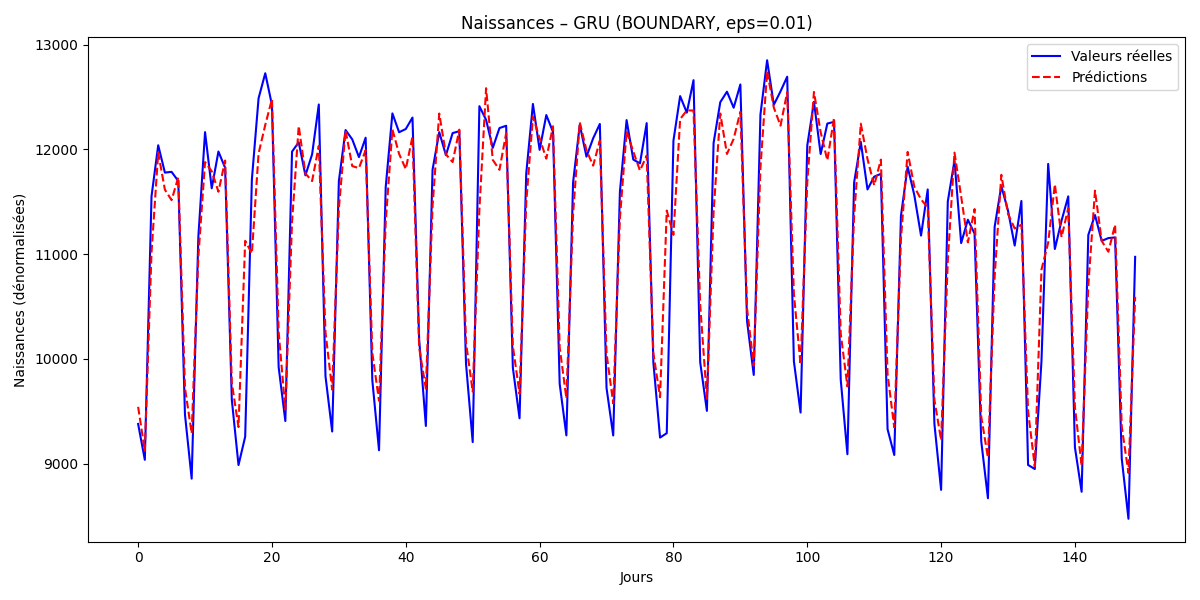 Naissances – GRU (BOUNDARY, eps=0.01)
Valeurs réelles
Prédictions
Naissances (dénormalisées)
13000
12000
11000
10000
9000
0 20 40 60 80 100 120 140
Jours